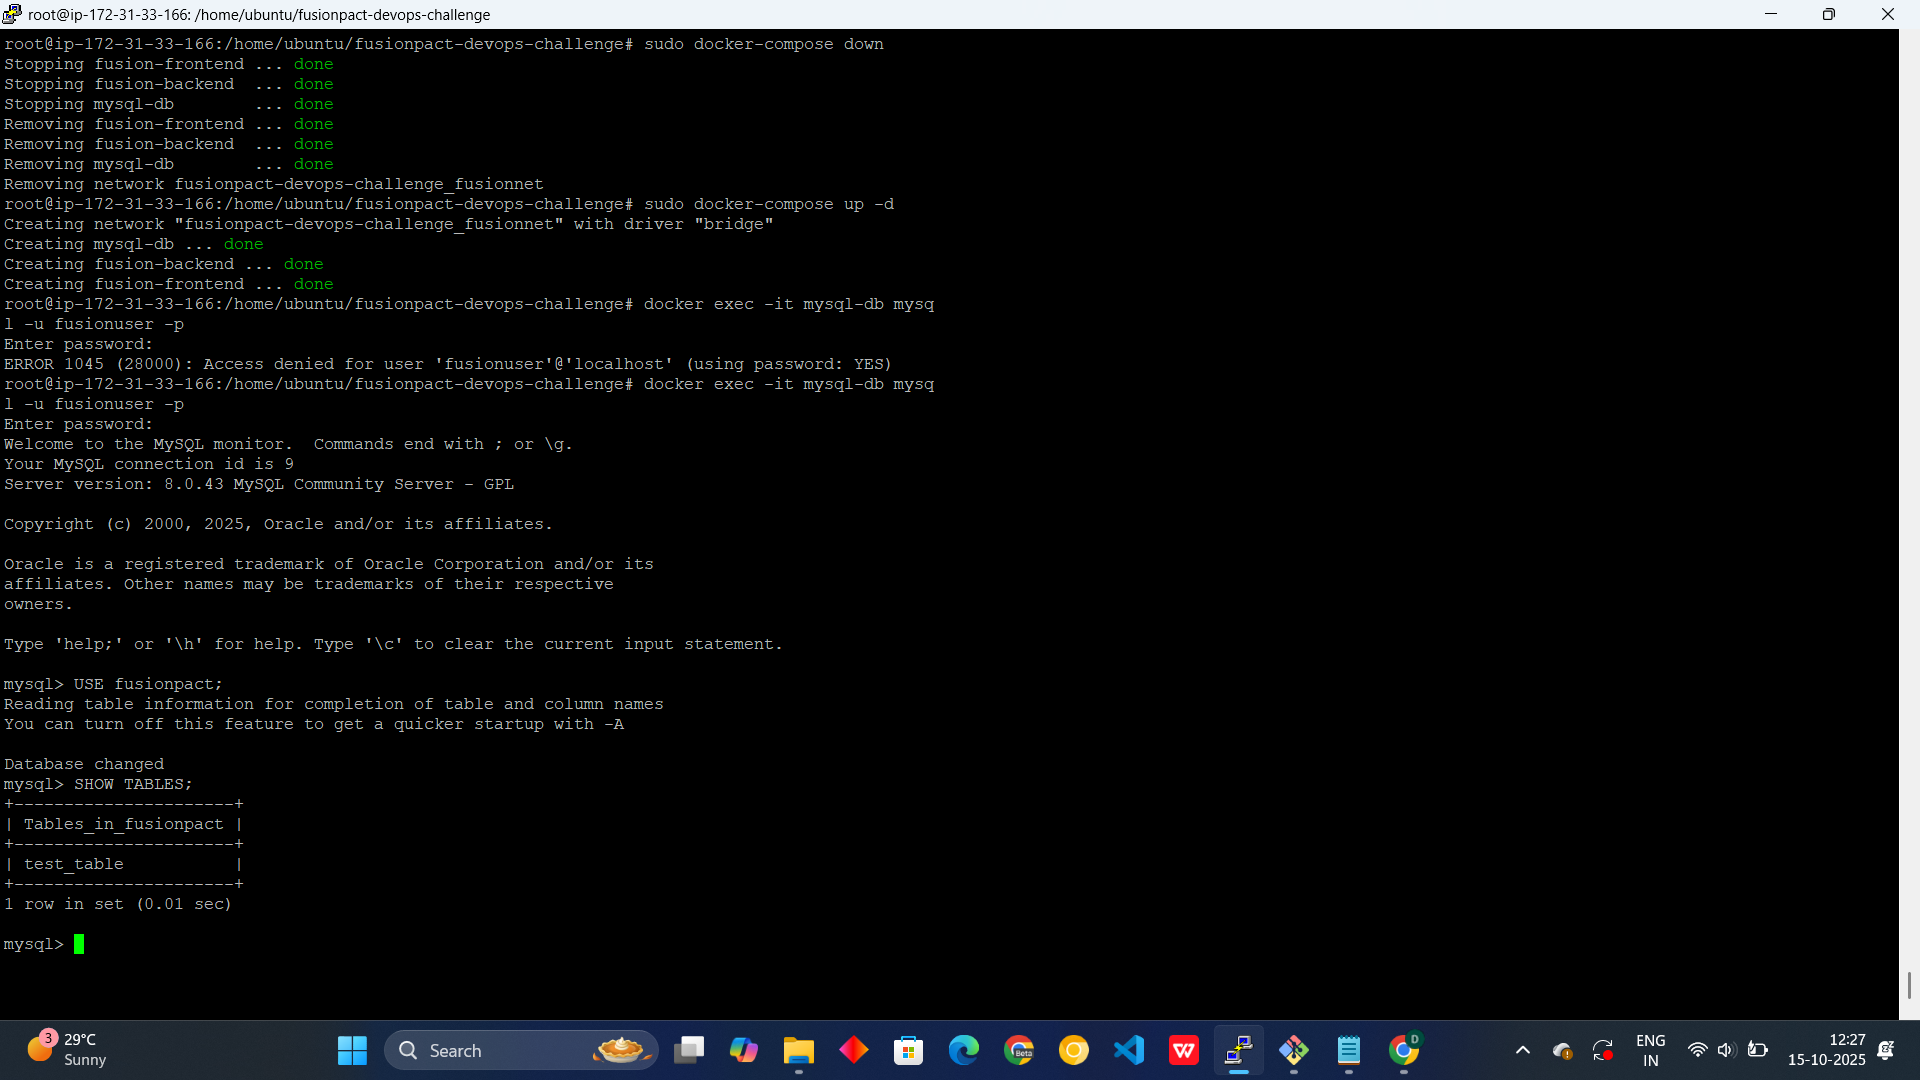 root@ip-172-31-33-166: /home/ubuntu/fusionpact-devops-challenge
root@ip-172-31-33-166:/home/ubuntu/fusionpact-devops-challenge# sudo docker-compose down
Stopping fusion-frontend ... done
Stopping fusion-backend  ... done
Stopping mysql-db        ... done
Removing fusion-frontend ... done
Removing fusion-backend  ... done
Removing mysql-db        ... done
Removing network fusionpact-devops-challenge_fusionnet
root@ip-172-31-33-166:/home/ubuntu/fusionpact-devops-challenge# sudo docker-compose up -d
Creating network "fusionpact-devops-challenge_fusionnet" with driver "bridge"
Creating mysql-db ... done
Creating fusion-backend ... done
Creating fusion-frontend ... done
root@ip-172-31-33-166:/home/ubuntu/fusionpact-devops-challenge# docker exec -it mysql-db mysq
l -u fusionuser -p
Enter password:
ERROR 1045 (28000): Access denied for user 'fusionuser'@'localhost' (using password: YES)
root@ip-172-31-33-166:/home/ubuntu/fusionpact-devops-challenge# docker exec -it mysql-db mysq
l -u fusionuser -p
Enter password:
Welcome to the MySQL monitor.  Commands end with ; or \g.
Your MySQL connection id is 9
Server version: 8.0.43 MySQL Community Server - GPL
Copyright (c) 2000, 2025, Oracle and/or its affiliates.
Oracle is a registered trademark of Oracle Corporation and/or its
affiliates. Other names may be trademarks of their respective
owners.
Type 'help;' or '\h' for help. Type '\c' to clear the current input statement.
mysql> USE fusionpact;
Reading table information for completion of table and column names
You can turn off this feature to get a quicker startup with -A
Database changed
mysql> SHOW TABLES;
+----------------------+
| Tables_in_fusionpact |
+----------------------+
| test_table           |
+----------------------+
1 row in set (0.01 sec)
mysql>
3
29°C
Sunny
Search
Beta
D
ENG
IN
12:27
15-10-2025